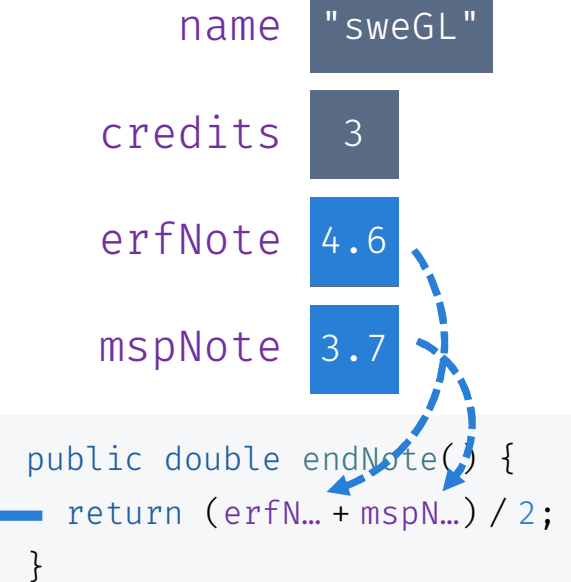 name "sweGL"
credits 3
erfNote 4.6
mspNote 3.7
public double endNote() {
return (erfN… + mspN…) / 2;
}